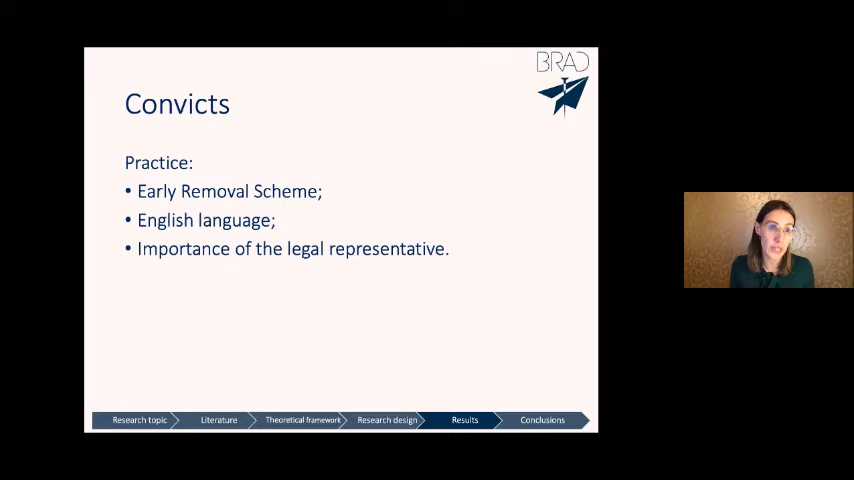 BRAD
Convicts
Practice:
• Early Removal Scheme;
• English language;
• Importance of the legal representative.
Research topic
Literature
Theoretical framework
Research design
Results
Conclusions